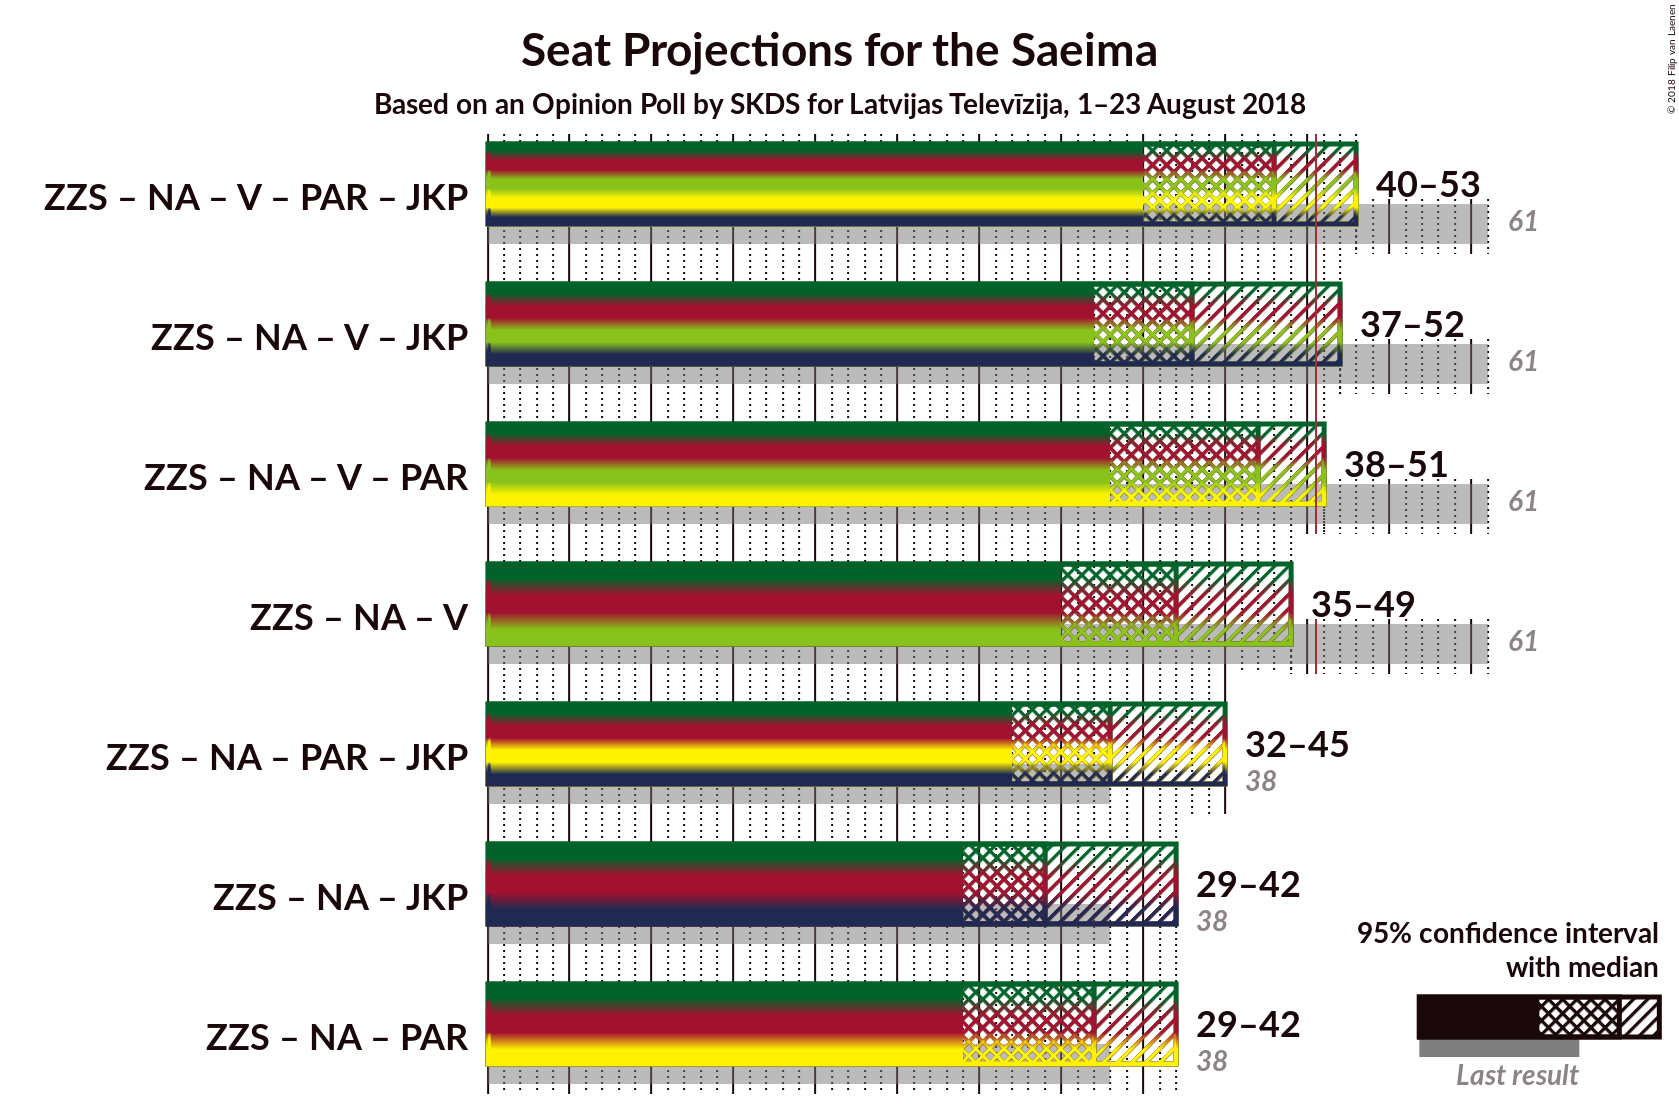 Seat Projections for the Saeima
Based on an Opinion Poll by SKDS for Latvijas Televīzija, 1–23 August 2018
© 2018 Filip van Laenen
ZZS – NA – V – PAR – JKP
40–53
61
ZZS – NA – V – JKP
37–52
61
ZZS – NA – V – PAR
38–51
61
ZZS – NA – V
35–49
61
ZZS – NA – PAR – JKP
32–45
38
ZZS – NA – JKP
29–42
38
ZZS – NA – PAR
29–42
38
95% confidence interval
with median
Last result